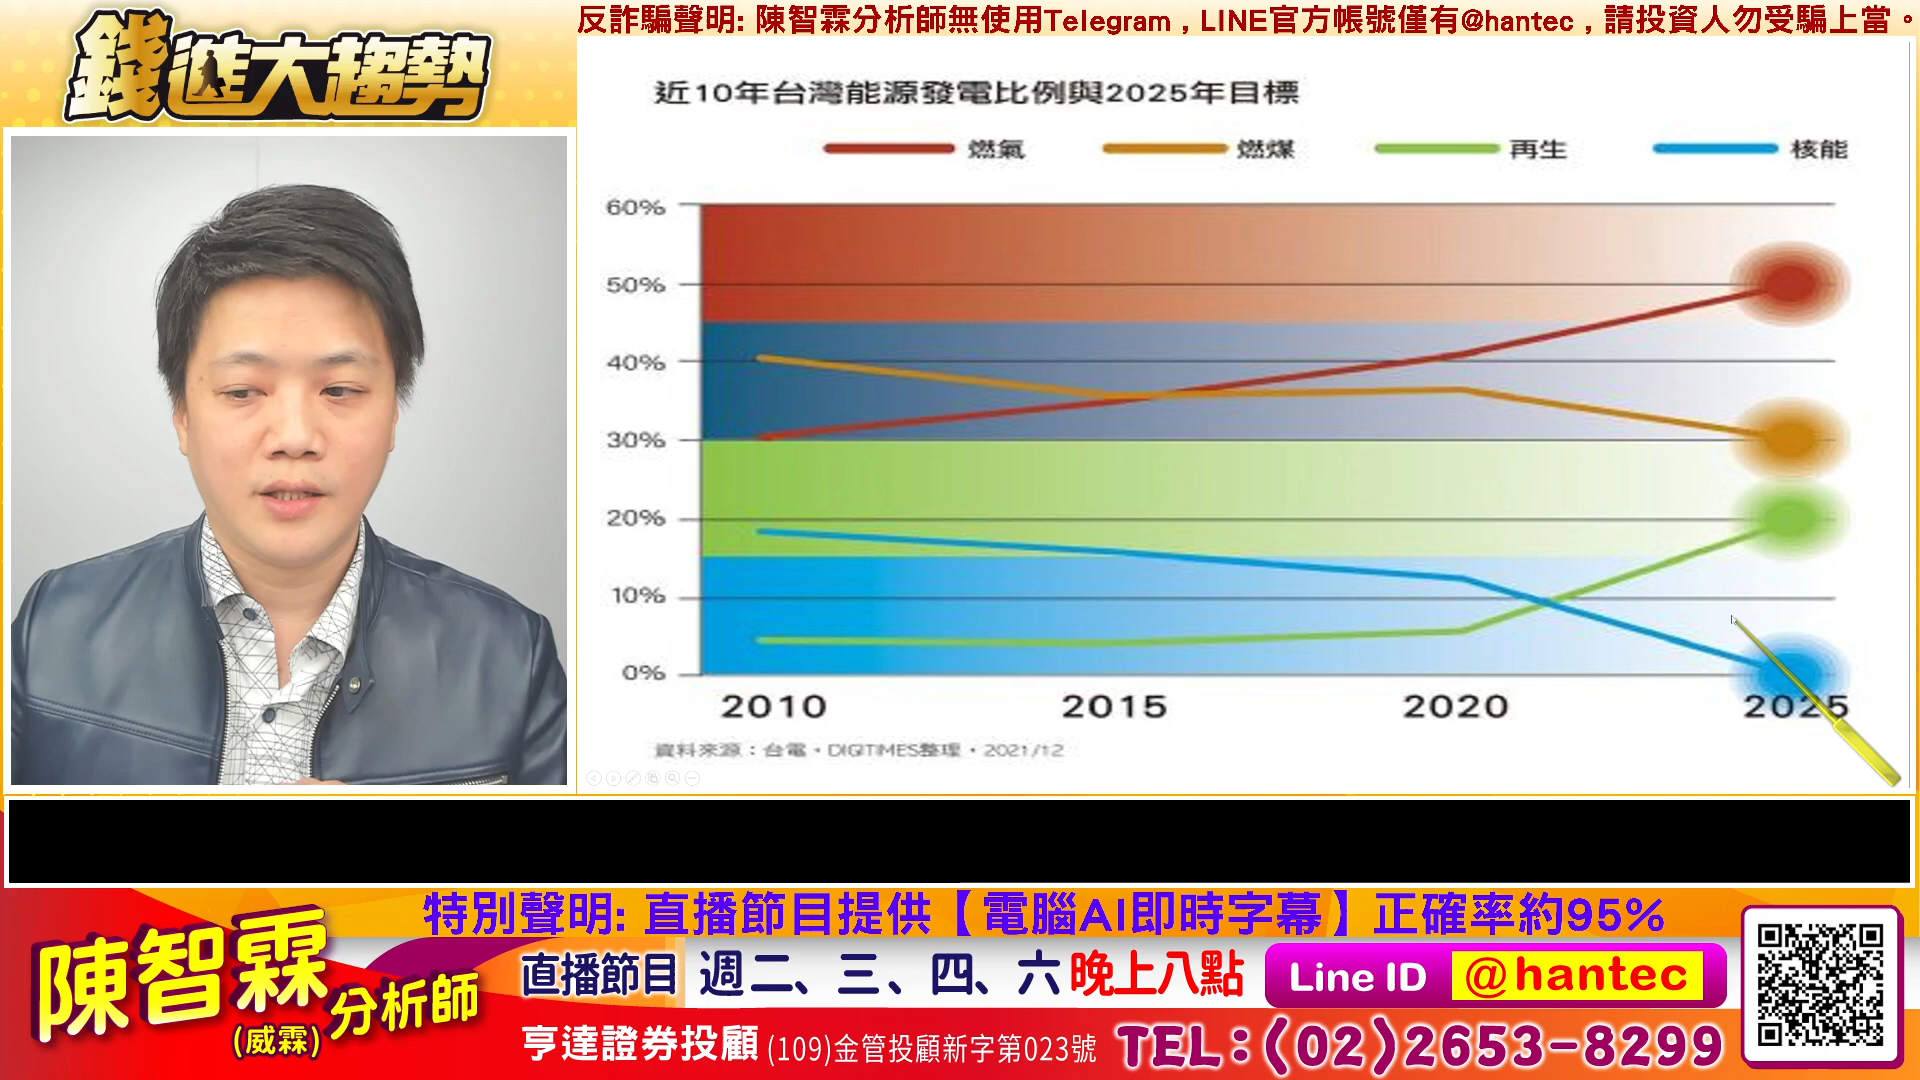 反詐騙聲明: 陳智霖分析師無使用Telegram , LINE官方帳號僅有@hantec , 請投資人勿受騙上當。
錢進大趨勢
近10年台灣能源發電比例與2025年目標
燃氣 燃煤 再生 核能
60%
50%
40%
30%
20%
10%
0%
2010 2015 2020 2025
資料來源：台電，DIGITIMES整理，2021/12
特別聲明: 直播節目提供【電腦AI即時字幕】正確率約95%
陳智霖分析師
(威霖)
直播節目 週二、三、四、六晚上八點
Line ID @hantec
亨達證券投顧 (109)金管投顧新字第023號 TEL:(02)2653-8299